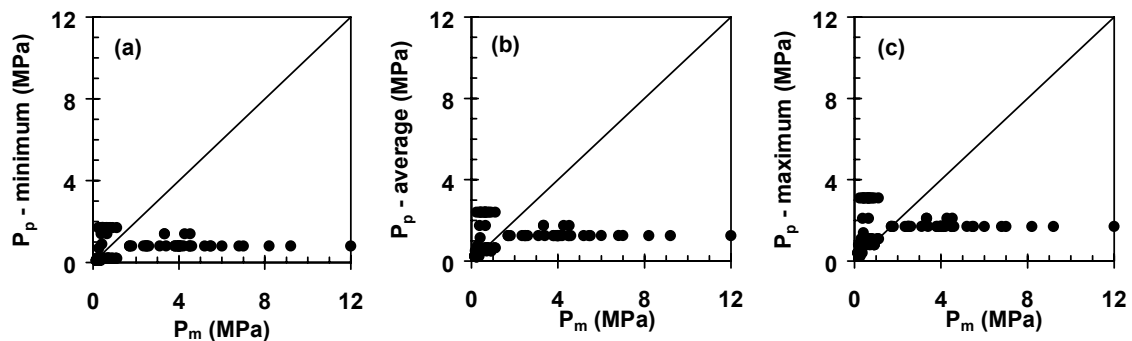 12
8
4
0
P_p - minimum (MPa)
(a)
0 4 8 12
P_m (MPa)
12
8
4
0
P_p - average (MPa)
(b)
0 4 8 12
P_m (MPa)
12
8
4
0
P_p - maximum (MPa)
(c)
0 4 8 12
P_m (MPa)